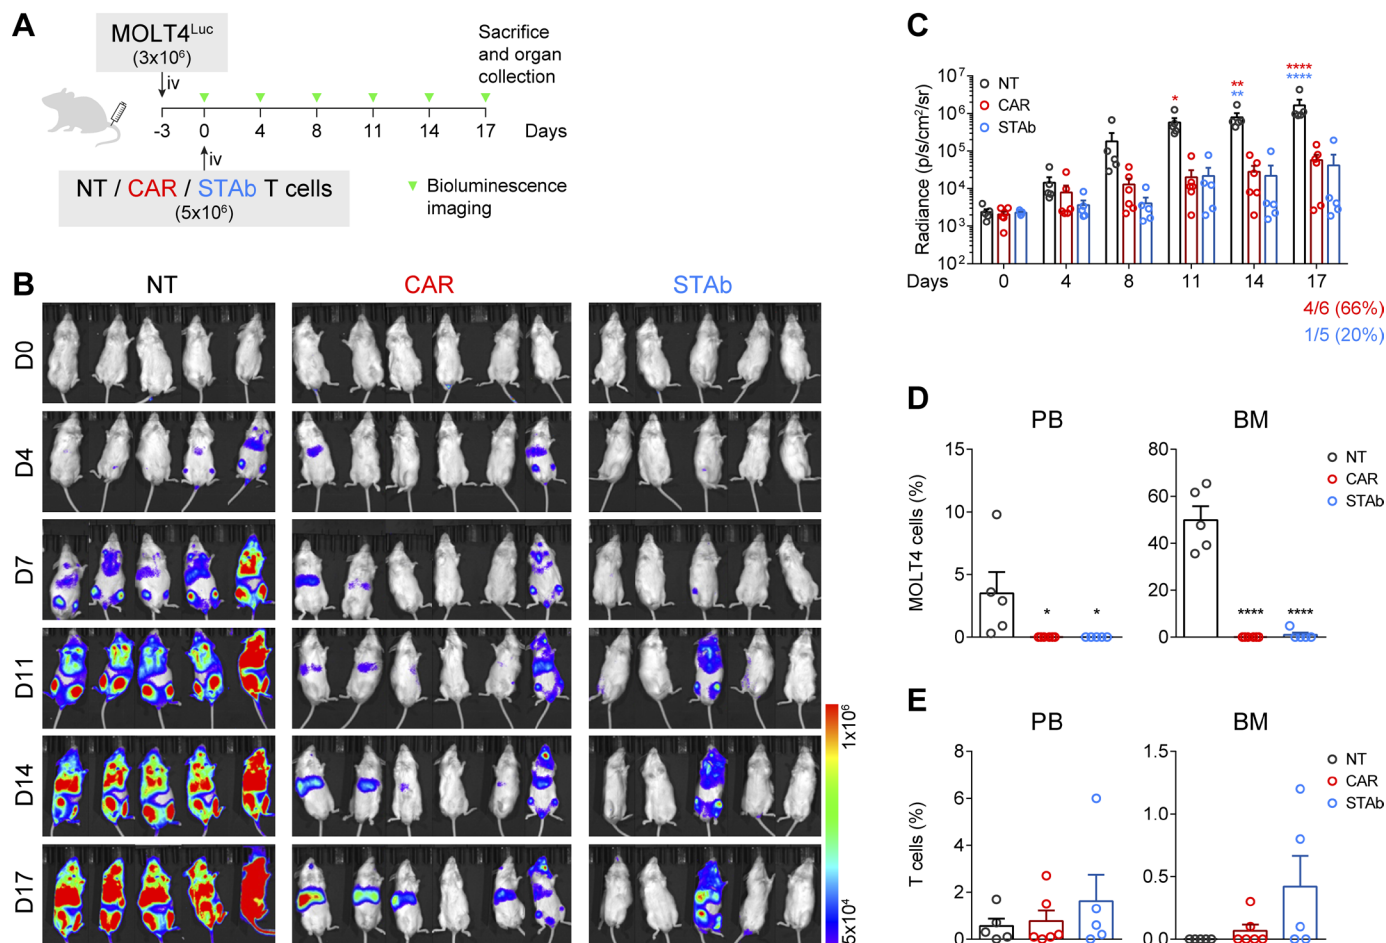 A
MOLT4Luc
(3x10⁶)
iv
Sacrifice
and organ
collection
-3 0 4 8 11 14 17 Days
iv
NT / CAR / STAb T cells
(5x10⁶)
Bioluminescence
imaging
B
NT CAR STAb
D0
D4
D7
D11
D14
D17
1x10⁶
5x10⁴
C
Radiance (p/s/cm²/sr)
10⁷
10⁶
10⁵
10⁴
10³
10²
NT
CAR
STAb
*
**
**
****
****
Days 0 4 8 11 14 17
4/6 (66%)
1/5 (20%)
D
PB BM
MOLT4 cells (%)
15
10
5
0
* *
80
60
40
20
0
**** ****
NT
CAR
STAb
E
PB BM
T cells (%)
8
6
4
2
0
1.5
1.0
0.5
0.0
NT
CAR
STAb